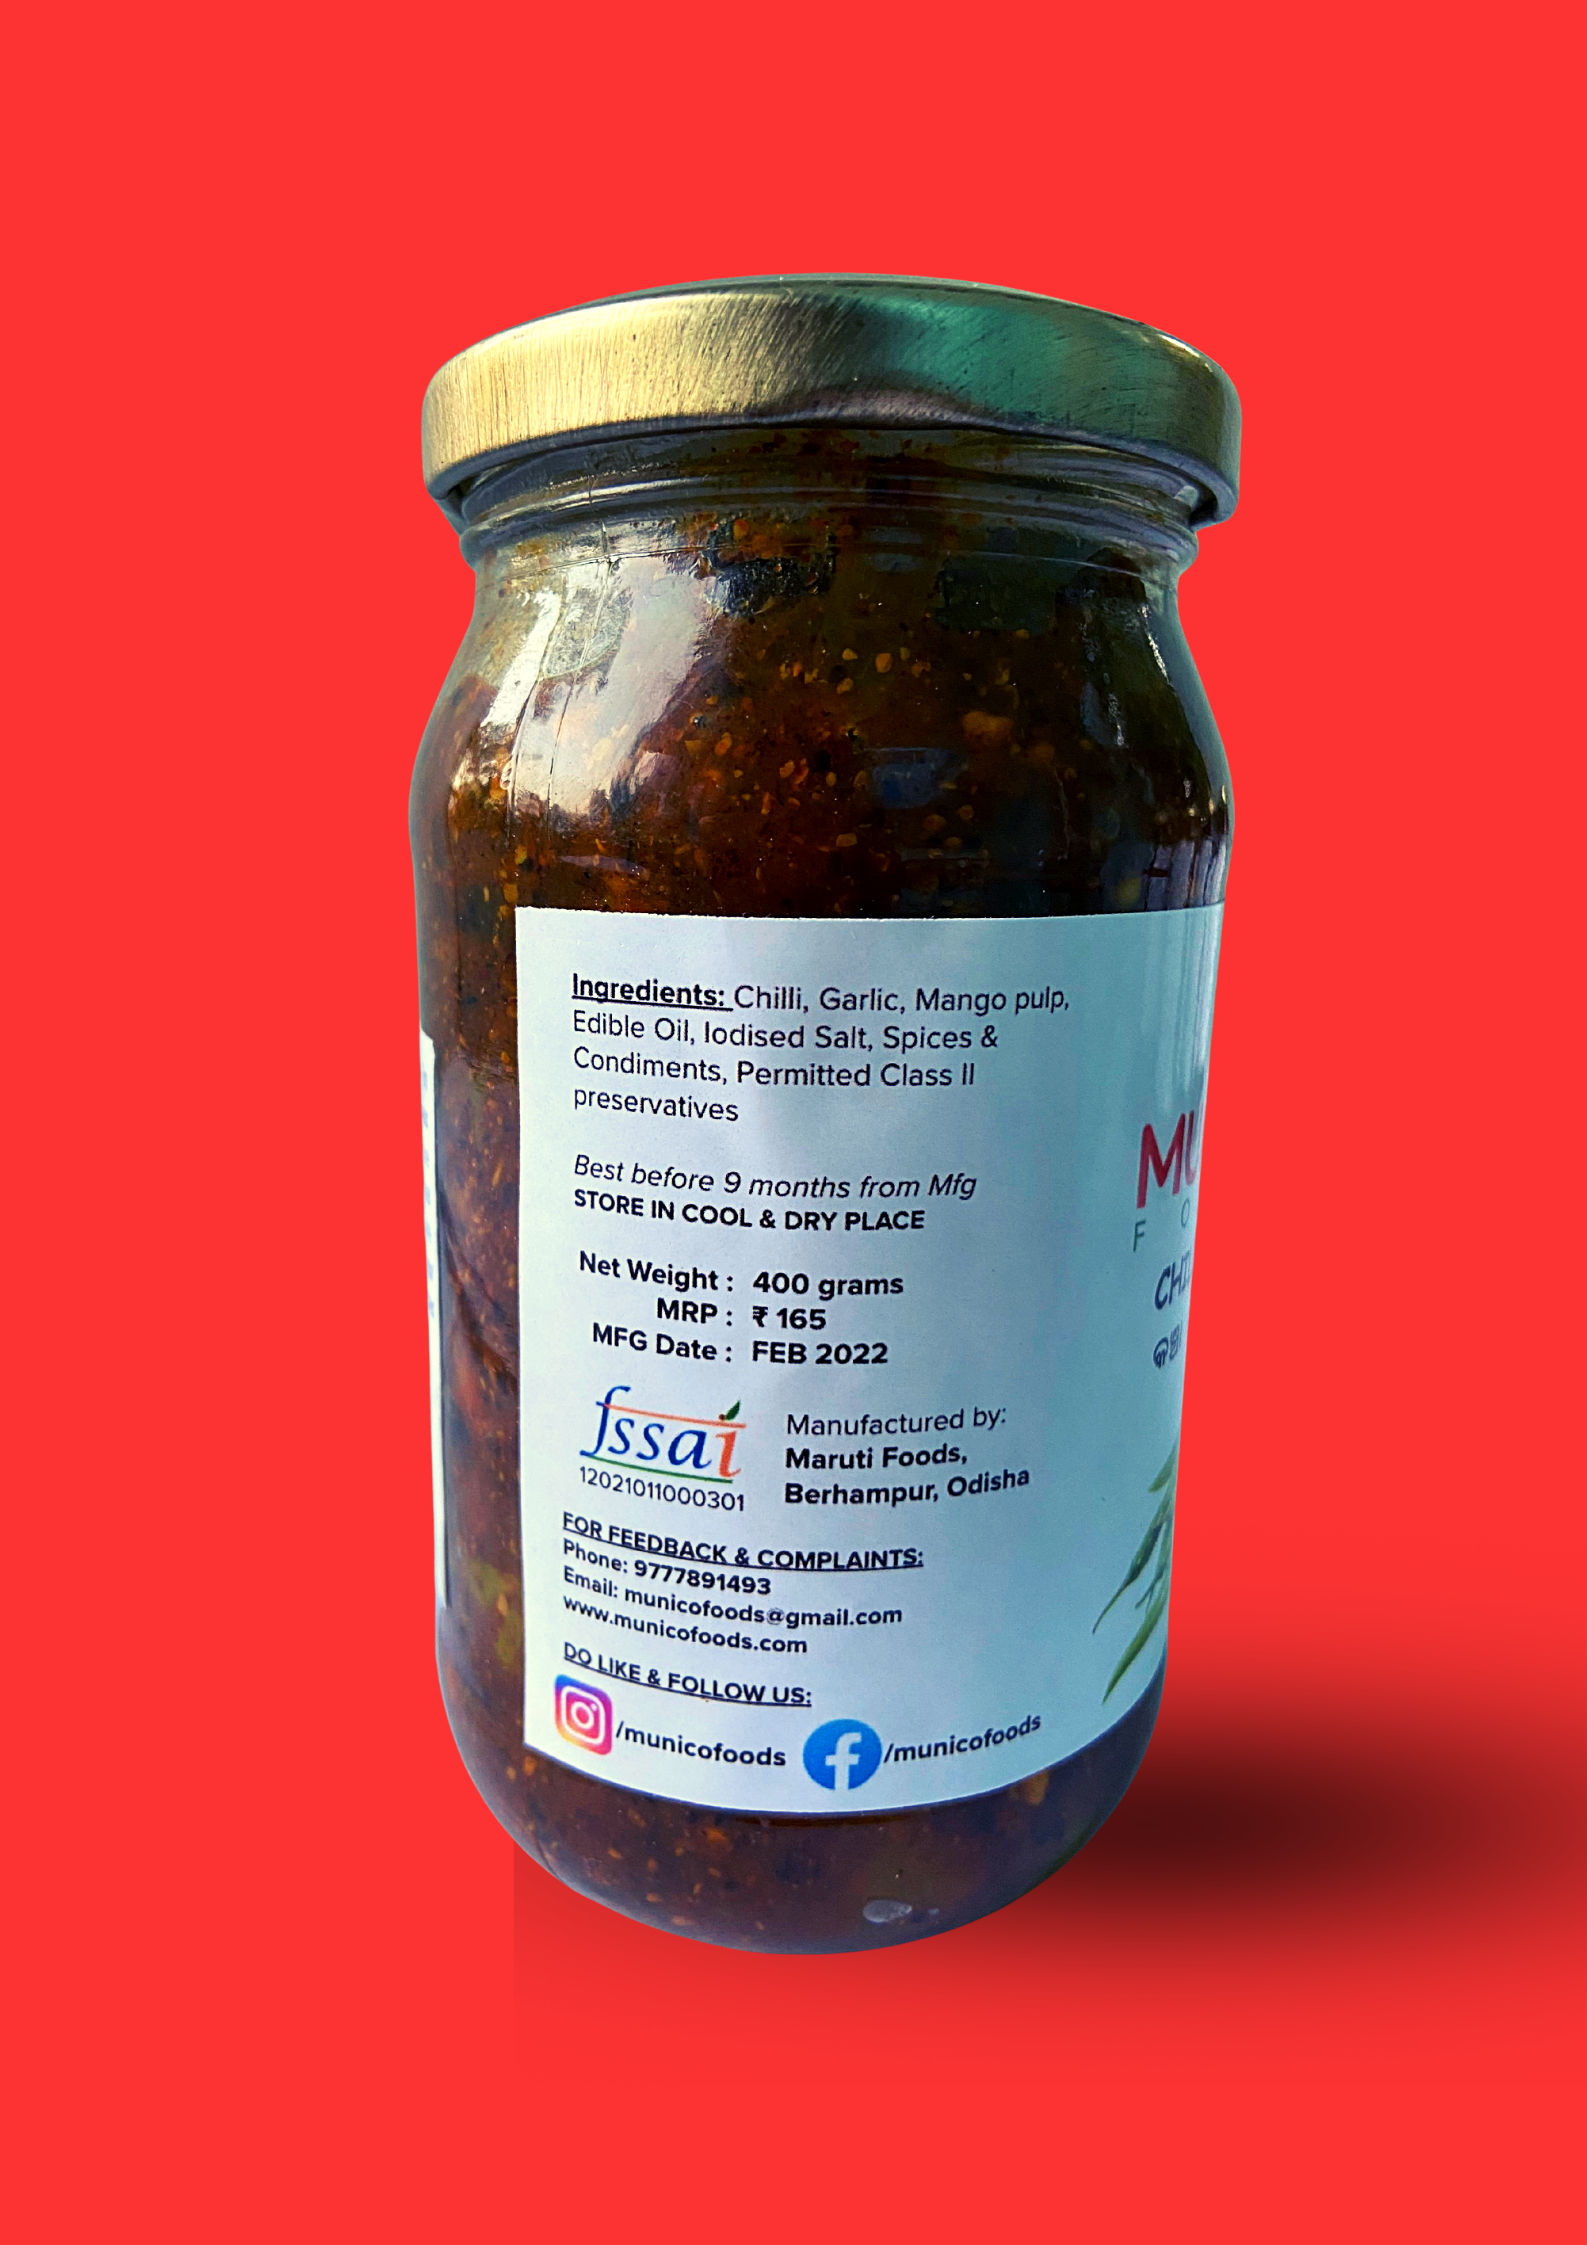 Ingredients: Chilli, Garlic, Mango pulp,
Edible Oil, Iodised Salt, Spices &
Condiments, Permitted Class II
preservatives
Best before 9 months from Mfg
STORE IN COOL & DRY PLACE
Net Weight : 400 grams
MRP : ₹ 165
MFG Date : FEB 2022
fssai
12021011000301
Manufactured by:
Maruti Foods,
Berhampur, Odisha
FOR FEEDBACK & COMPLAINTS:
Phone: 9777891493
Email: municofoods@gmail.com
www.municofoods.com
DO LIKE & FOLLOW US:
/municofoods /municofoods